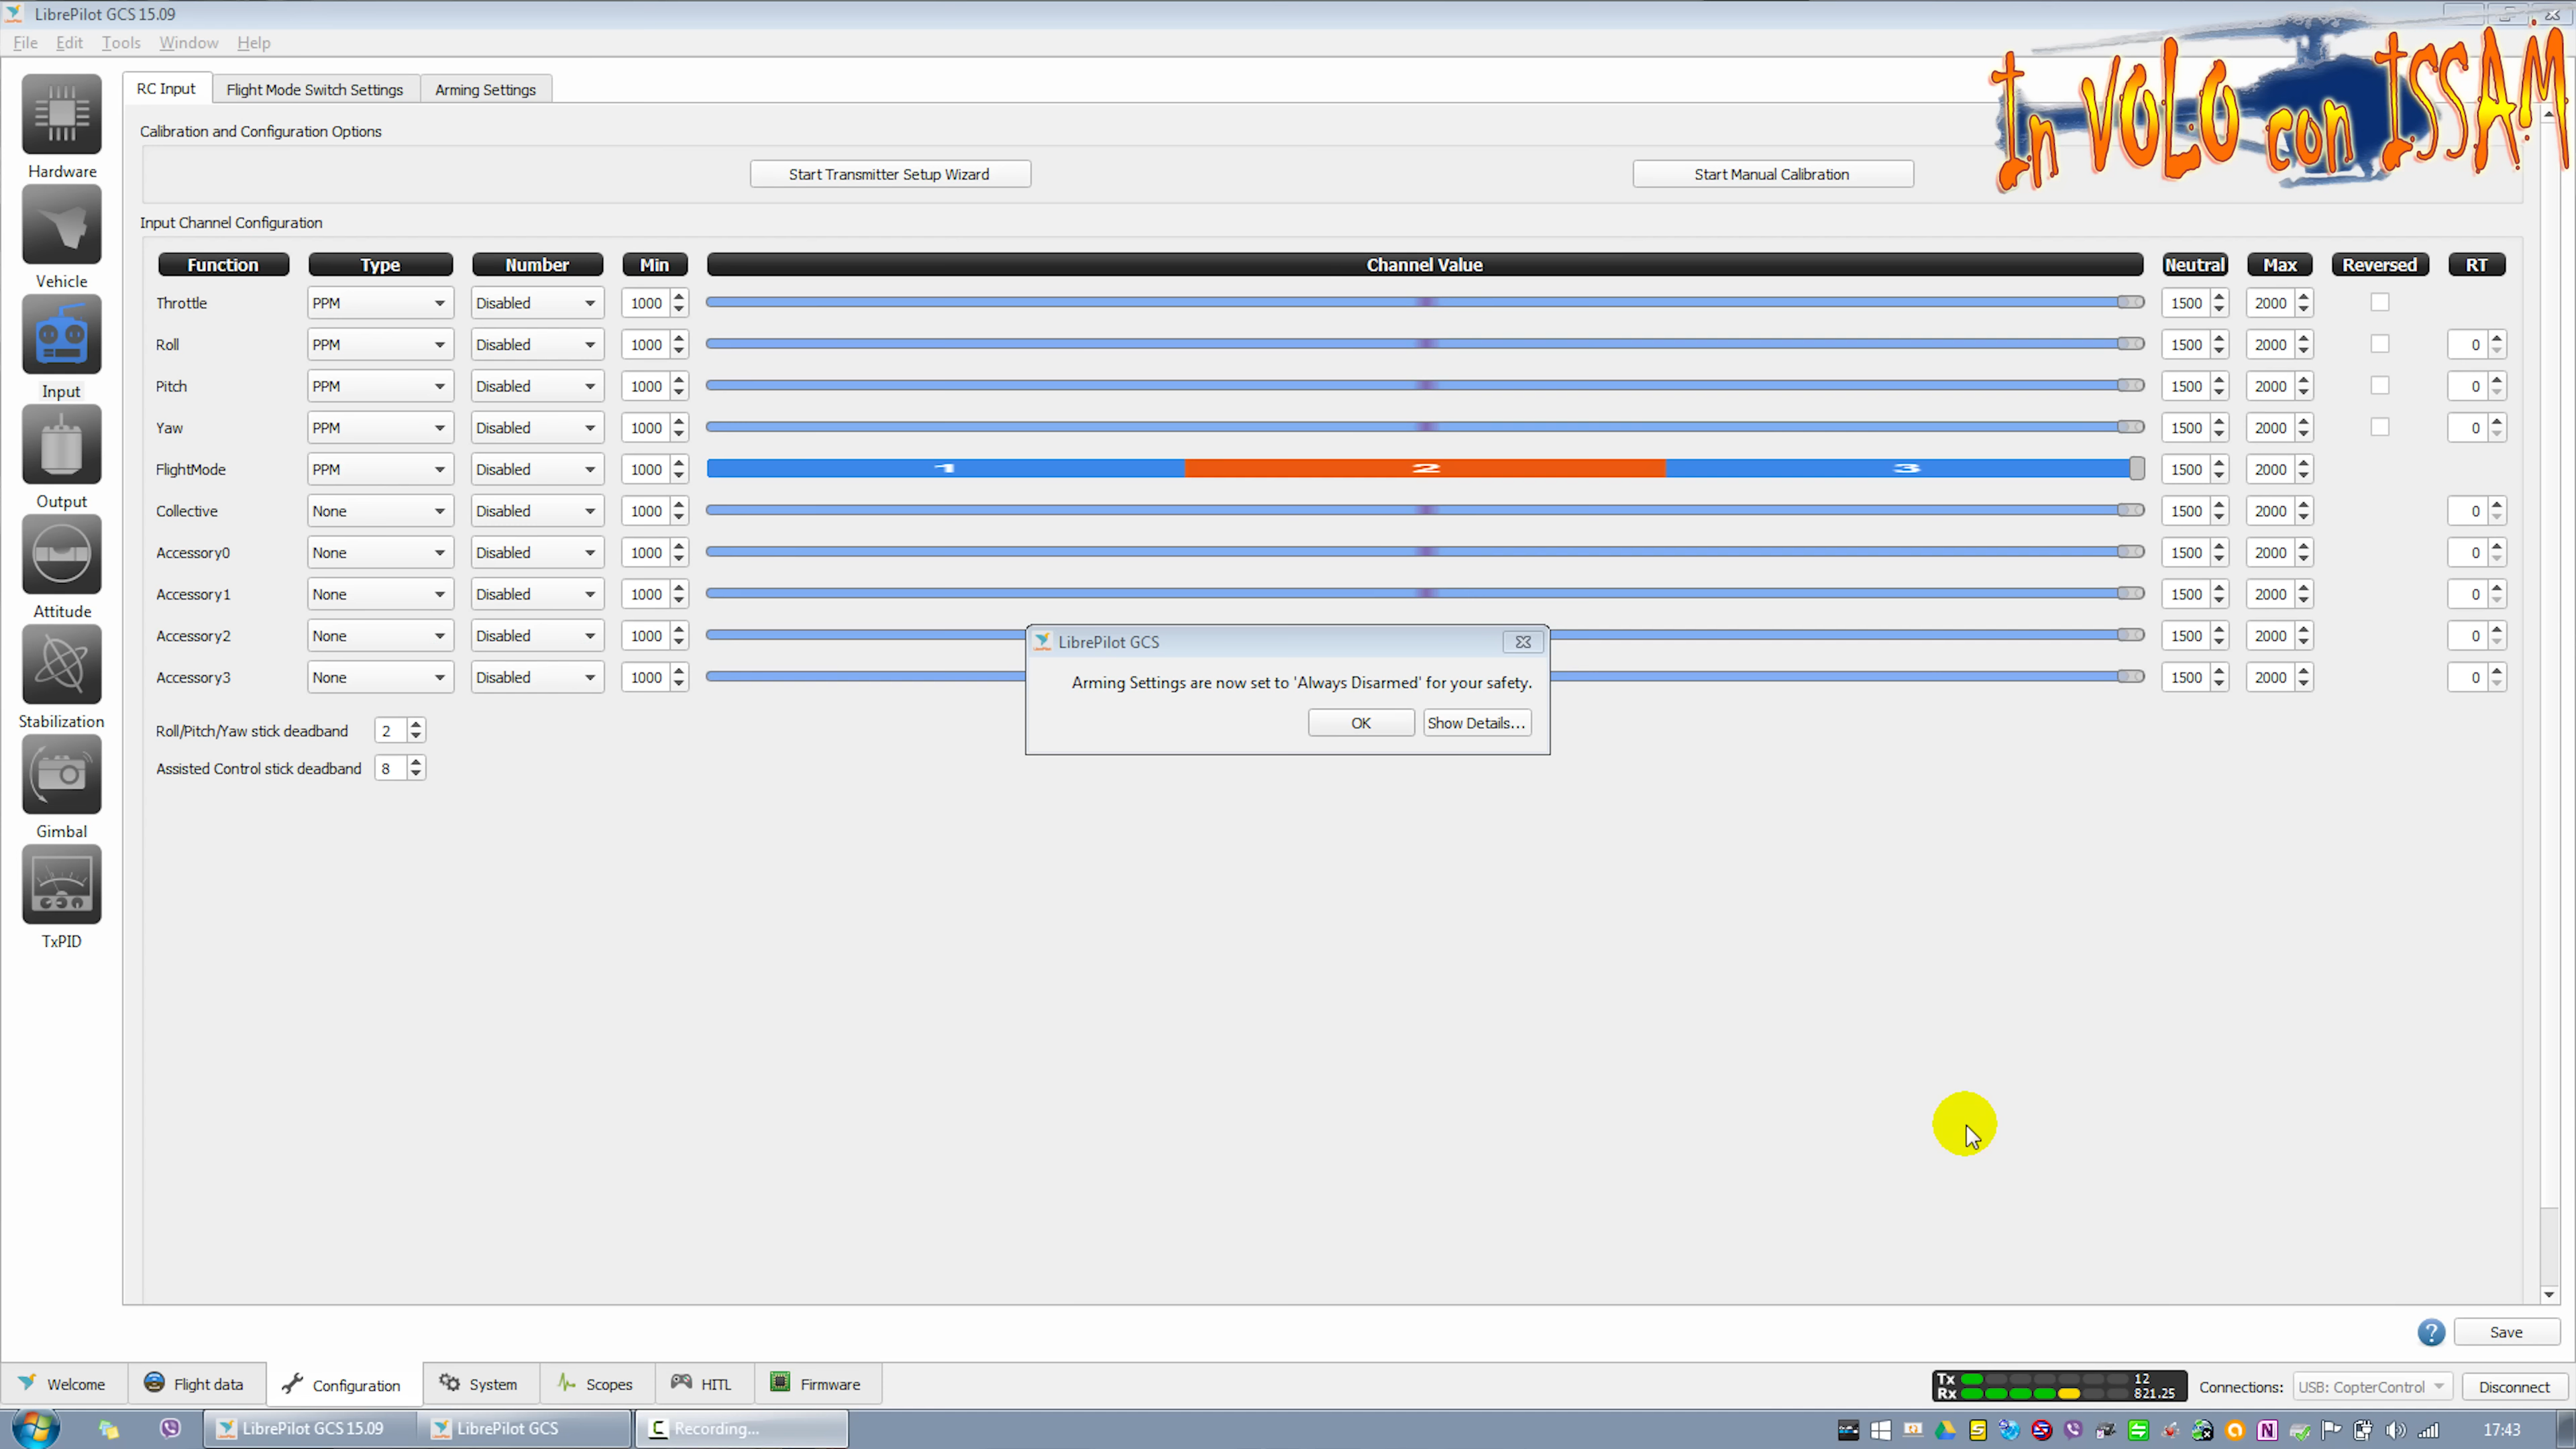 LibrePilot GCS 15.09
File Edit Tools Window Help
In VOLO con ISSAM
RC Input Flight Mode Switch Settings Arming Settings
Calibration and Configuration Options
Start Transmitter Setup Wizard Start Manual Calibration
Input Channel Configuration
Function Type Number Min Channel Value Neutral Max Reversed RT
Throttle PPM Disabled 1000 1500 2000
Roll PPM Disabled 1000 1500 2000 0
Pitch PPM Disabled 1000 1500 2000 0
Yaw PPM Disabled 1000 1500 2000 0
FlightMode PPM Disabled 1000 1 2 3 1500 2000
Collective None Disabled 1000 1500 2000 0
Accessory0 None Disabled 1000 1500 2000 0
Accessory1 None Disabled 1000 1500 2000 0
Accessory2 None Disabled 1000 1500 2000 0
Accessory3 None Disabled 1000 1500 2000 0
Roll/Pitch/Yaw stick deadband 2
Assisted Control stick deadband 8
Hardware
Vehicle
Input
Output
Attitude
Stabilization
Gimbal
TxPID
LibrePilot GCS
Arming Settings are now set to 'Always Disarmed' for your safety.
OK Show Details...
? Save
Welcome Flight data Configuration System Scopes HITL Firmware
Tx 12
Rx 821.25
Connections: USB: CopterControl Disconnect
LibrePilot GCS 15.09 LibrePilot GCS Recording... 17:43